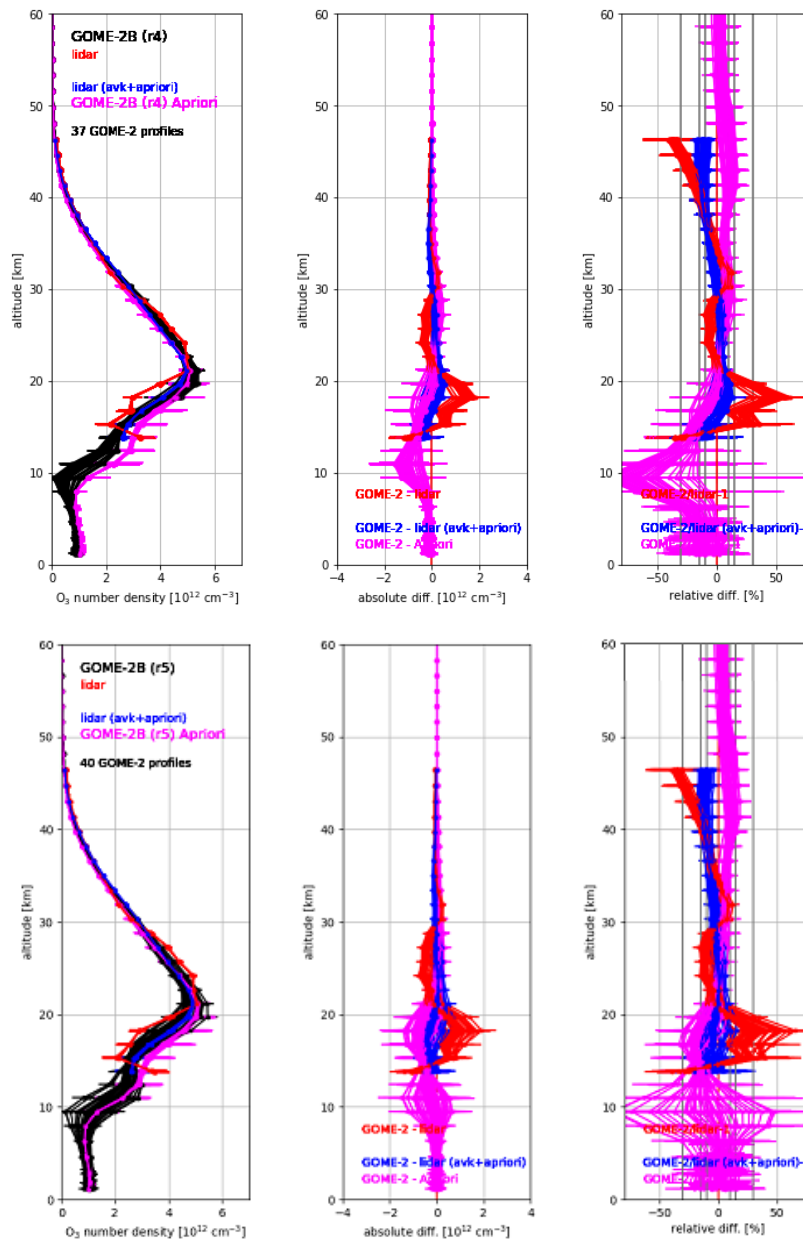 60
50
40
30
20
10
0
altitude [km]
GOME-2B (r4)
lidar
lidar (avk+apriori)
GOME-2B (r4) Apriori
37 GOME-2 profiles
0 2 4 6
O₃ number density [10¹² cm⁻³]
60
50
40
30
20
10
0
altitude [km]
GOME-2 - lidar
GOME-2 - lidar (avk+apriori)
GOME-2 - Apriori
−4 −2 0 2 4
absolute diff. [10¹² cm⁻³]
60
50
40
30
20
10
0
altitude [km]
GOME-2/lidar-1
GOME-2/lidar (avk+apriori)-
−50 0 50
relative diff. [%]
60
50
40
30
20
10
0
altitude [km]
GOME-2B (r5)
lidar
lidar (avk+apriori)
GOME-2B (r5) Apriori
40 GOME-2 profiles
0 2 4 6
O₃ number density [10¹² cm⁻³]
60
50
40
30
20
10
0
altitude [km]
GOME-2 - lidar
GOME-2 - lidar (avk+apriori)
GOME-2 - Apriori
−4 −2 0 2 4
absolute diff. [10¹² cm⁻³]
60
50
40
30
20
10
0
altitude [km]
GOME-2/lidar-1
GOME-2/lidar (avk+apriori)-
−50 0 50
relative diff. [%]